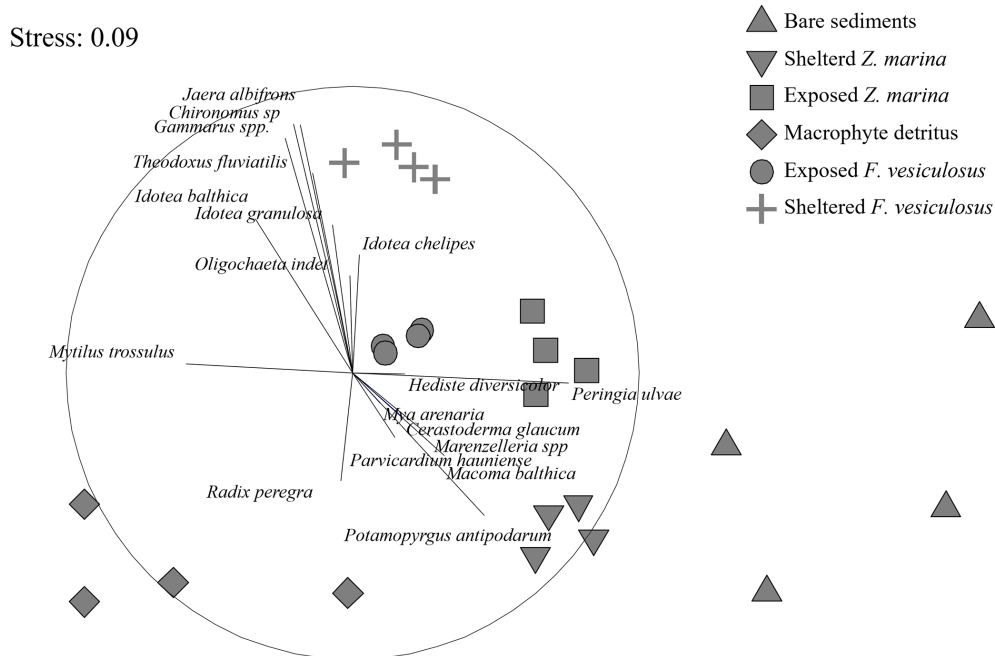 Stress: 0.09
Bare sediments
Shelterd Z. marina
Exposed Z. marina
Macrophyte detritus
Exposed F. vesiculosus
Sheltered F. vesiculosus
Jaera albifrons
Chironomus sp
Gammarus spp.
Theodoxus fluviatilis
Idotea balthica
Idotea granulosa
Idotea chelipes
Oligochaeta indet
Mytilus trossulus
Hediste diversicolor
Peringia ulvae
Mya arenaria
Cerastoderma glaucum
Marenzelleria spp
Parvicardium hauniense
Macoma balthica
Radix peregra
Potamopyrgus antipodarum